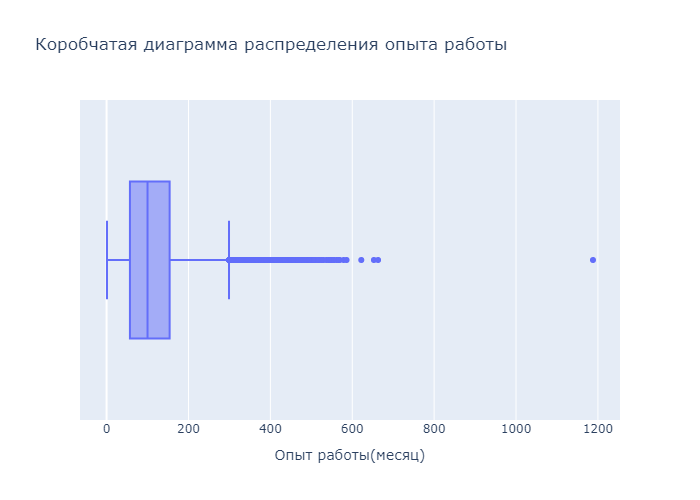 Коробчатая диаграмма распределения опыта работы
0 200 400 600 800 1000 1200
Опыт работы(месяц)